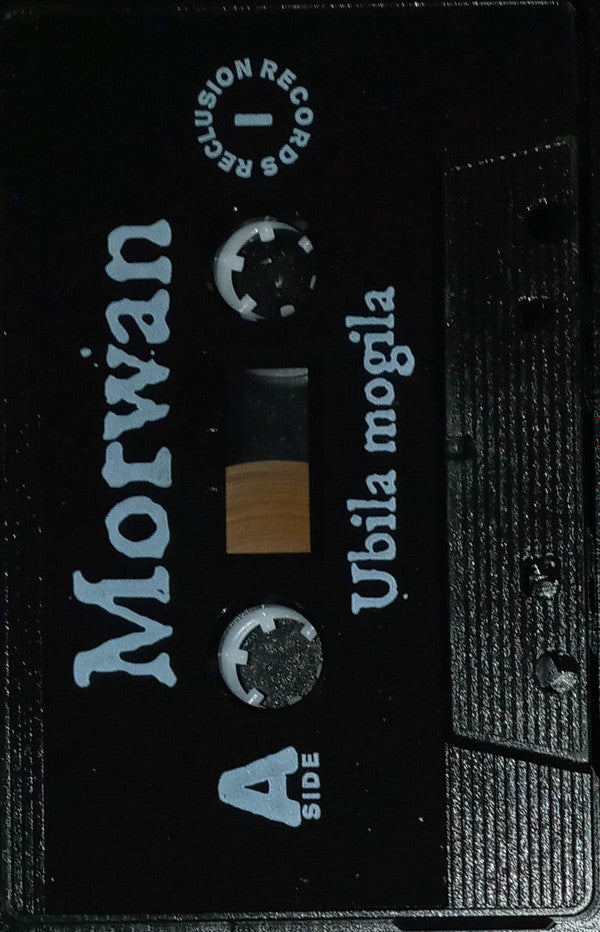 Morwan
A
SIDE
RECLUSION RECORDS
Ubila mogila